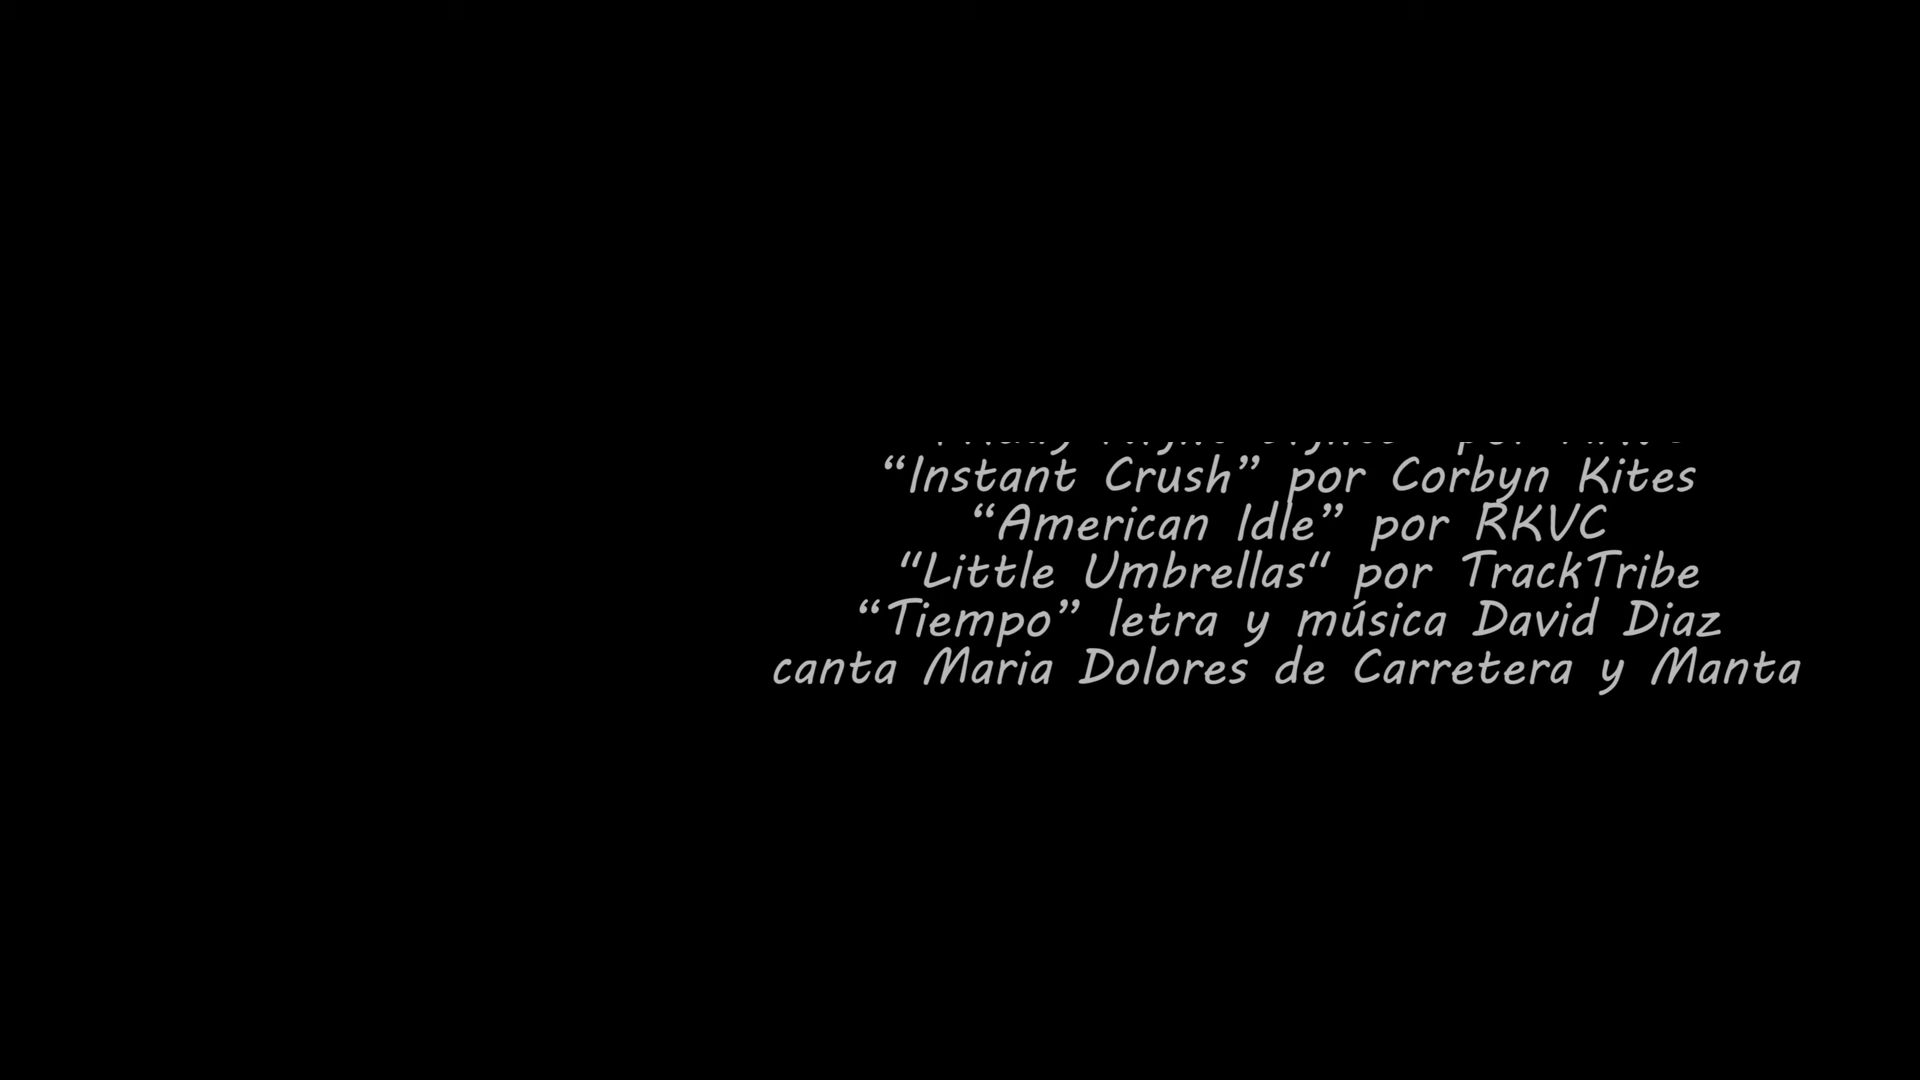 “Instant Crush” por Corbyn Kites
“American Idle” por RKVC
“Little Umbrellas“ por TrackTribe
“Tiempo” letra y música David Diaz
canta Maria Dolores de Carretera y Manta